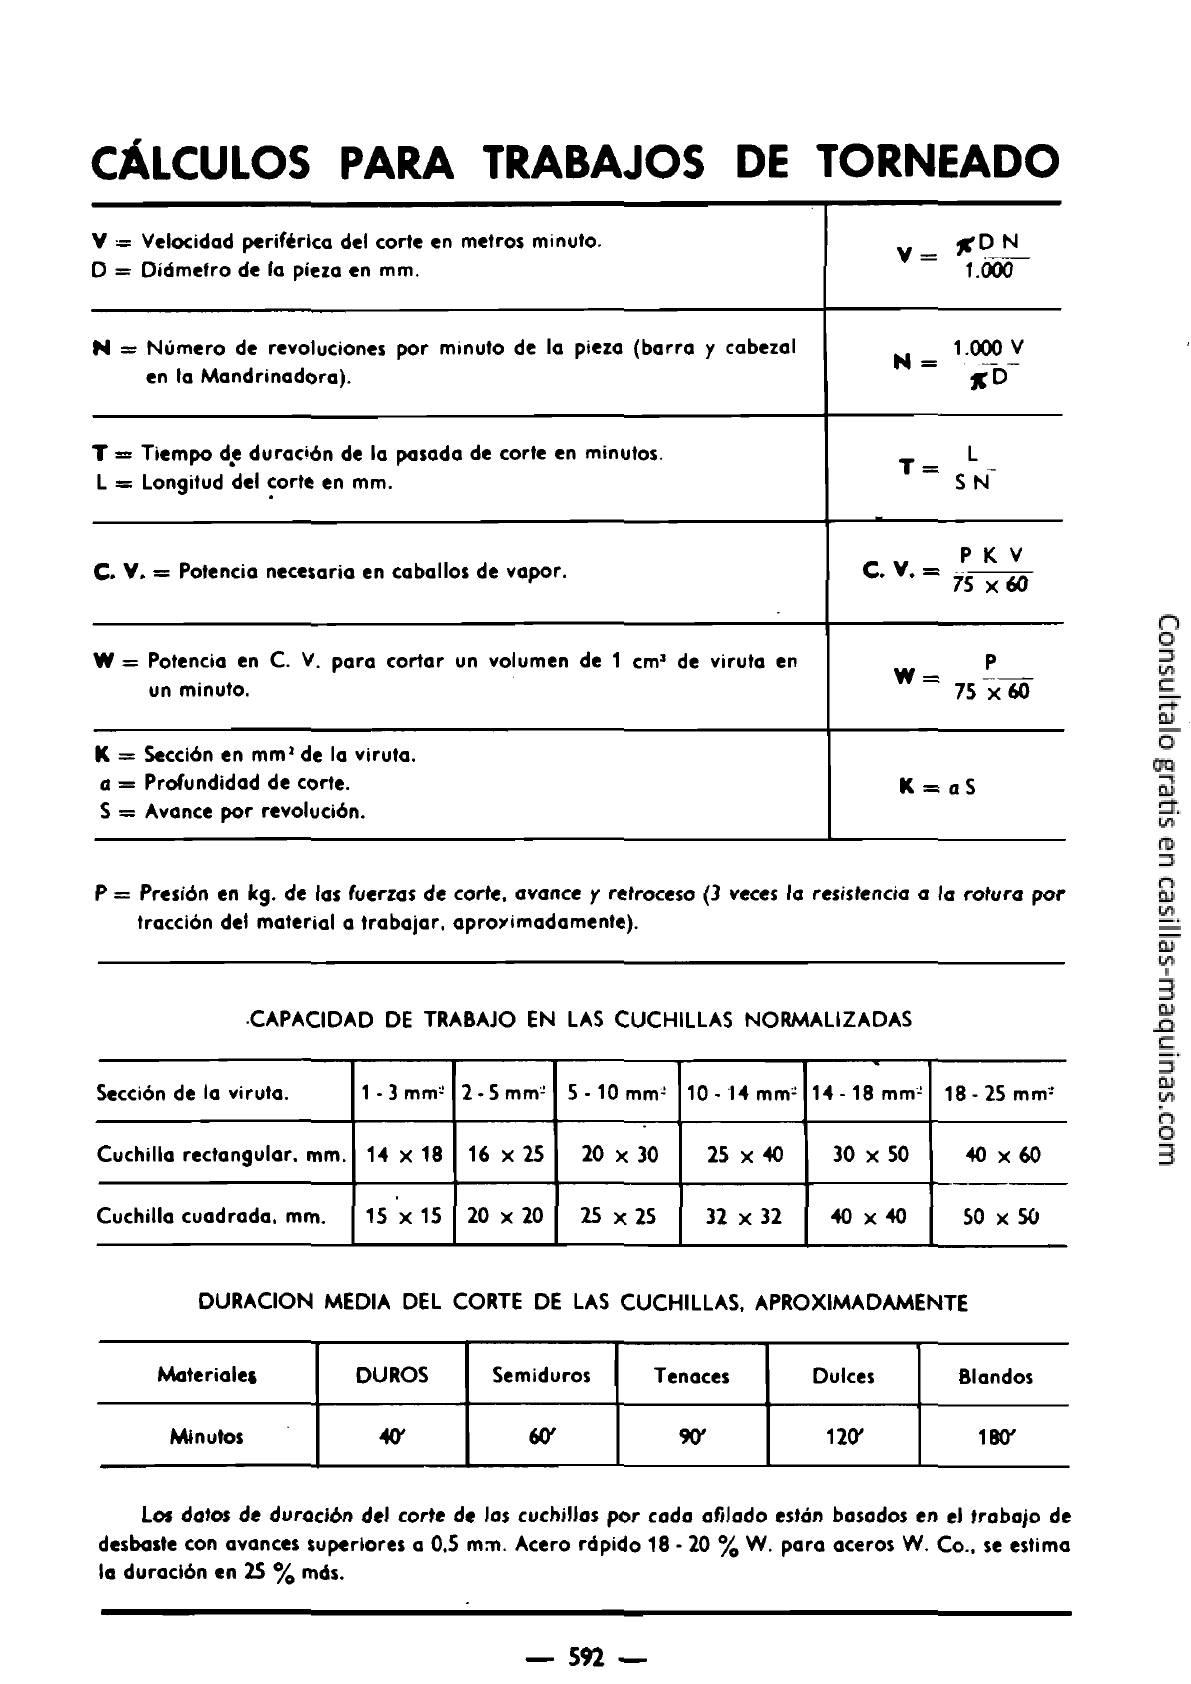 CÁLCULOS PARA TRABAJOS DE TORNEADO
V = Velocidad periférica del corte en metros minuto.
D = Diámetro de la pieza en mm.
V = π D N / 1.000
N = Número de revoluciones por minuto de la pieza (barra y cabezal
en la Mandrinadora).
N = 1.000 V / π D
T = Tiempo de duración de la pasada de corte en minutos.
L = Longitud del corte en mm.
T = L / S N
C. V. = Potencia necesaria en caballos de vapor.
C. V. = P K V / 75 x 60
W = Potencia en C. V. para cortar un volumen de 1 cm³ de viruta en
un minuto.
W = P / 75 x 60
K = Sección en mm² de la viruta.
a = Profundidad de corte.
S = Avance por revolución.
K = a S
P = Presión en kg. de las fuerzas de corte, avance y retroceso (3 veces la resistencia a la rotura por
tracción del material a trabajar, aproximadamente).
CAPACIDAD DE TRABAJO EN LAS CUCHILLAS NORMALIZADAS
Sección de la viruta. 1 - 3 mm² 2 - 5 mm² 5 - 10 mm² 10 - 14 mm² 14 - 18 mm² 18 - 25 mm²
Cuchilla rectangular. mm. 14 x 18 16 x 25 20 x 30 25 x 40 30 x 50 40 x 60
Cuchilla cuadrada. mm. 15 x 15 20 x 20 25 x 25 32 x 32 40 x 40 50 x 50
DURACION MEDIA DEL CORTE DE LAS CUCHILLAS, APROXIMADAMENTE
Materiales DUROS Semiduros Tenaces Dulces Blandos
Minutos 40' 60' 90' 120' 180'
Los datos de duración del corte de las cuchillas por cada afilado están basados en el trabajo de
desbaste con avances superiores a 0,5 mm. Acero rápido 18 - 20 % W. para aceros W. Co., se estima
la duración en 25 % más.
— 592 —
Consultalo gratis en casillas-maquinas.com